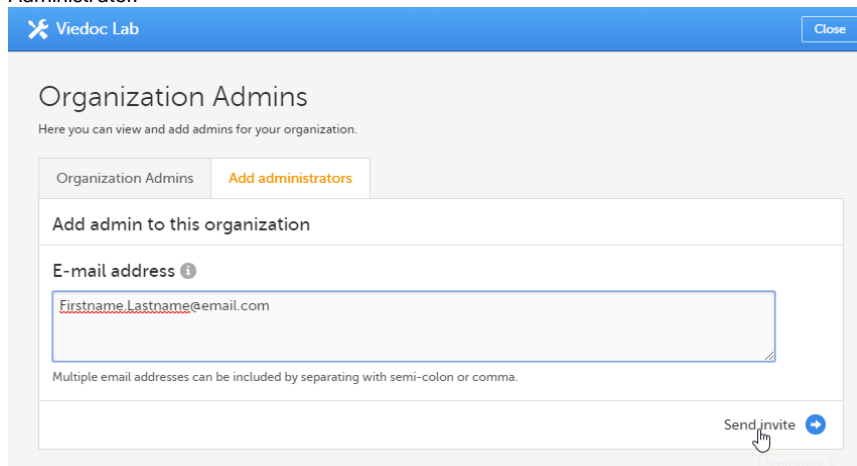 Administrator.
Viedoc Lab
Close
Organization Admins
Here you can view and add admins for your organization.
Organization Admins
Add administrators
Add admin to this organization
E-mail address
Firstname.Lastname@email.com
Multiple email addresses can be included by separating with semi-colon or comma.
Send invite